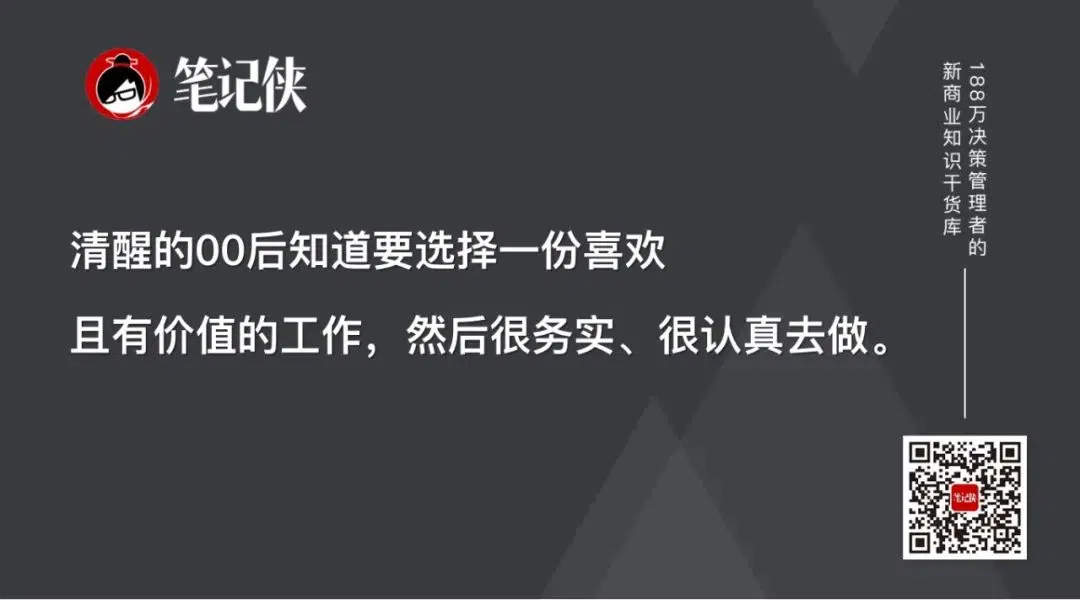 笔记侠
清醒的00后知道要选择一份喜欢
且有价值的工作，然后很务实、很认真去做。
188万决策管理者的
新商业知识干货库
笔记侠